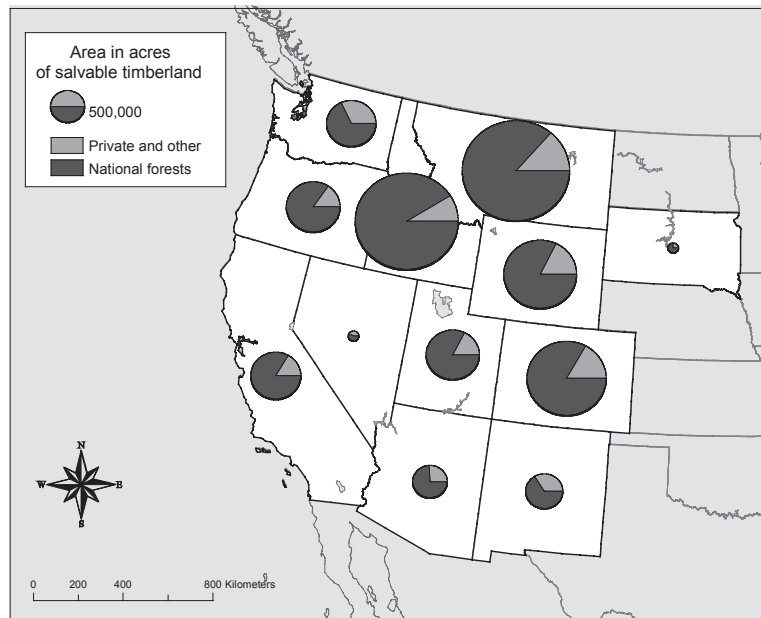 Area in acres
of salvable timberland
500,000
Private and other
National forests
N
W
E
S
0 200 400 800 Kilometers